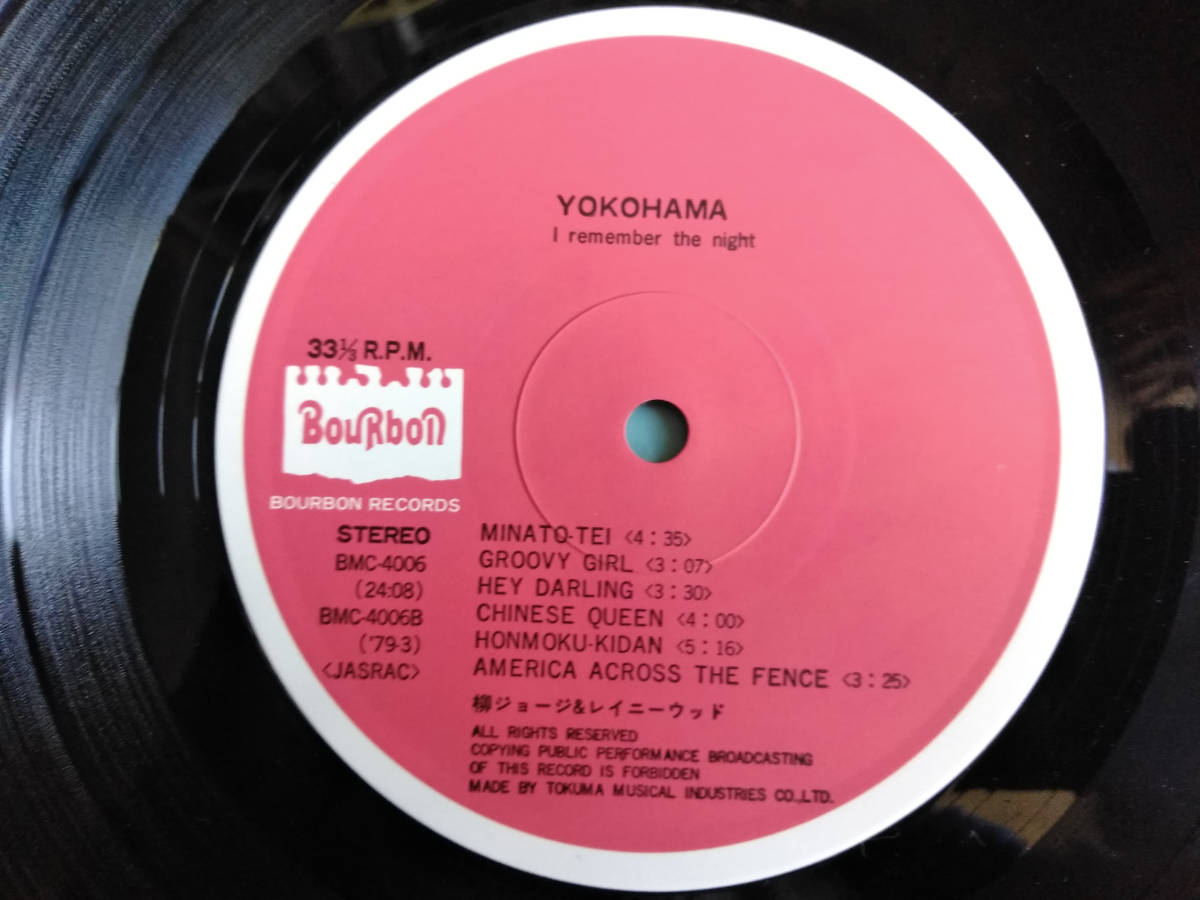 YOKOHAMA
I remember the night
33⅓ R.P.M.
BouRbon
BOURBON RECORDS
STEREO
BMC-4006
(24:08)
BMC-4006B
('79·3)
<JASRAC>
MINATO-TEI <4:35>
GROOVY GIRL <3:07>
HEY DARLING <3:30>
CHINESE QUEEN <4:00>
HONMOKU-KIDAN <5:16>
AMERICA ACROSS THE FENCE <3:25>
柳ジョージ&レイニーウッド
ALL RIGHTS RESERVED
COPYING PUBLIC PERFORMANCE BROADCASTING
OF THIS RECORD IS FORBIDDEN
MADE BY TOKUMA MUSICAL INDUSTRIES CO.,LTD.